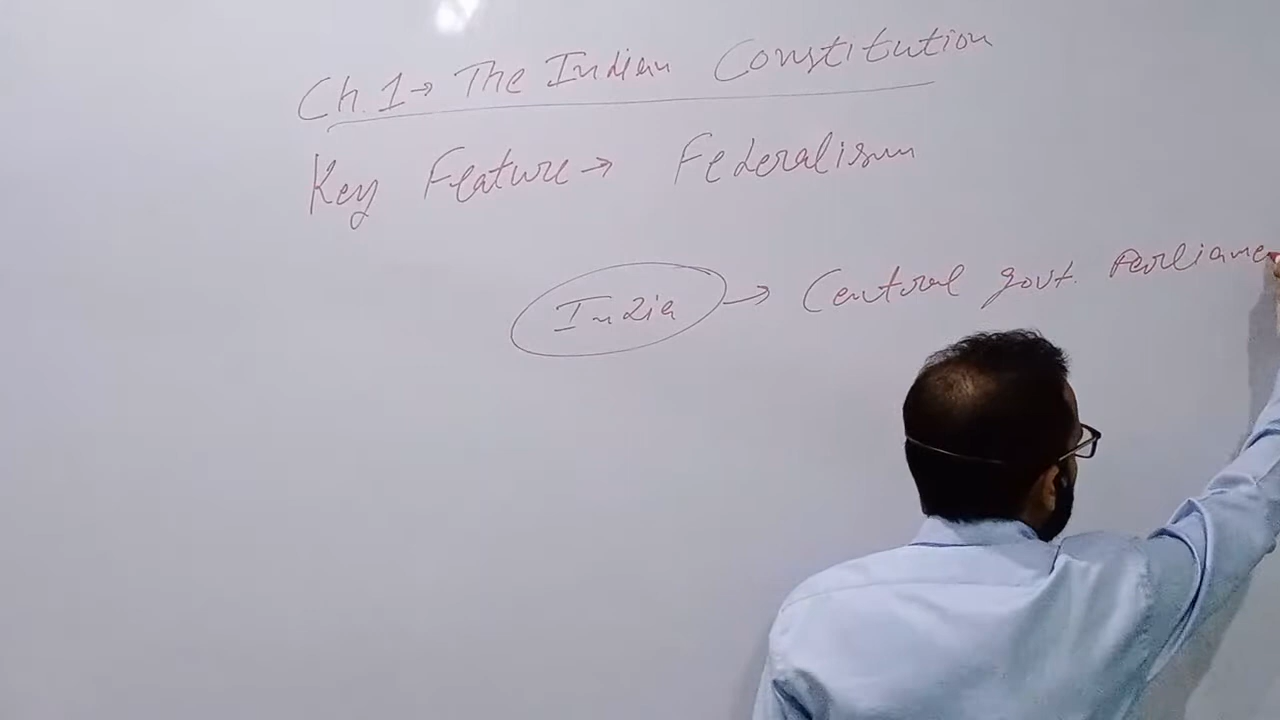 Ch. 1 → The Indian Constitution
Key Feature → Federalism
India → Central govt. Parliame